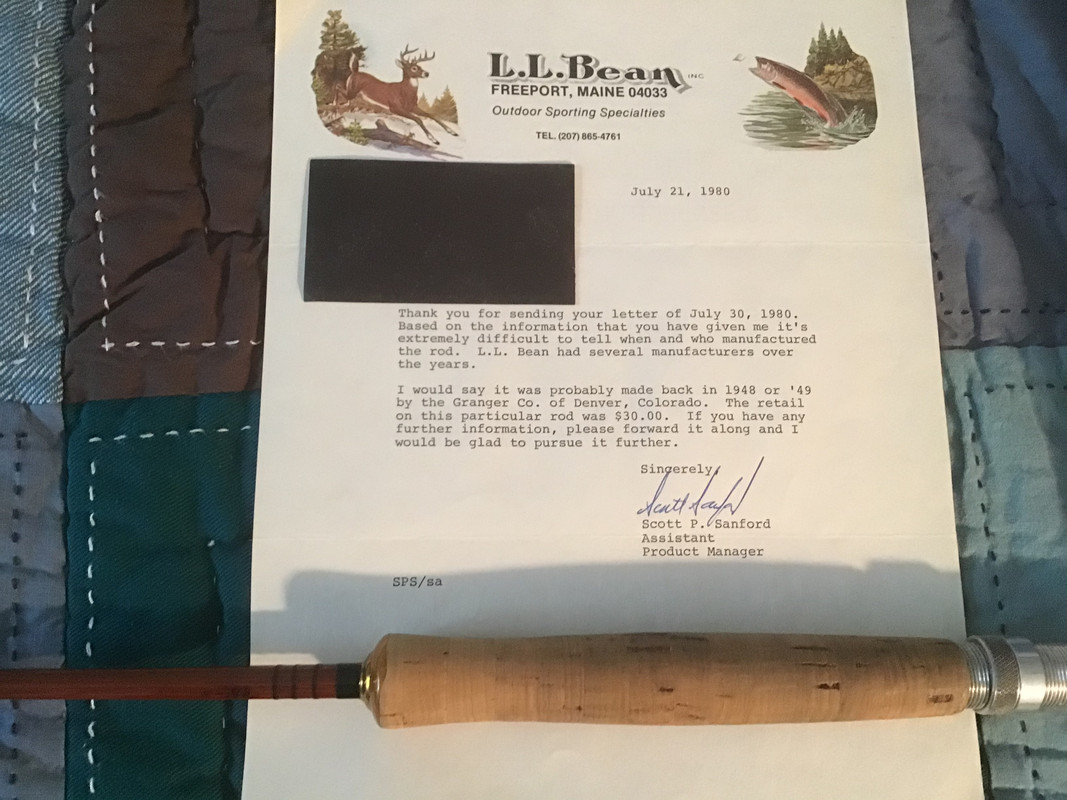 L.L.Bean INC
FREEPORT, MAINE 04033
Outdoor Sporting Specialties
TEL. (207) 865-4761
July 21, 1980
Thank you for sending your letter of July 30, 1980.
Based on the information that you have given me it's
extremely difficult to tell when and who manufactured
the rod. L.L. Bean had several manufacturers over
the years.
I would say it was probably made back in 1948 or '49
by the Granger Co. of Denver, Colorado. The retail
on this particular rod was $30.00. If you have any
further information, please forward it along and I
would be glad to pursue it further.
Sincerely,
Scott P. Sanford
Assistant
Product Manager
SPS/sa